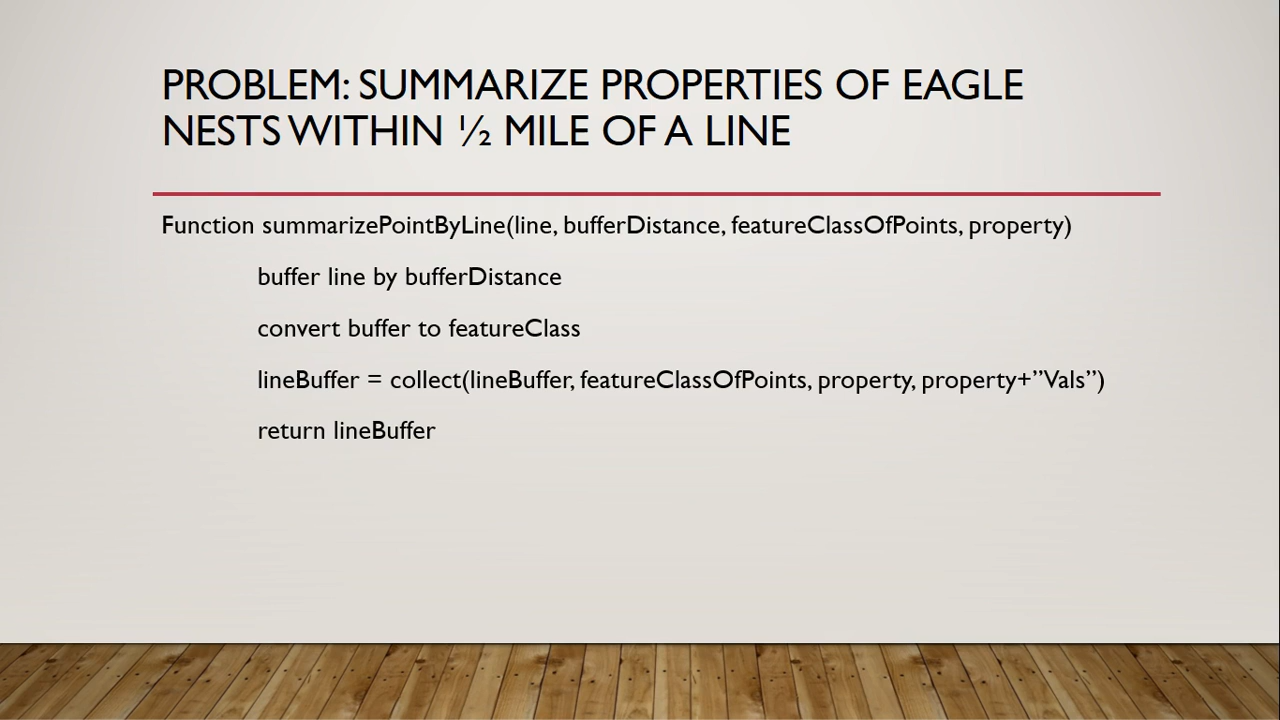 PROBLEM: SUMMARIZE PROPERTIES OF EAGLE
NESTS WITHIN ½ MILE OF A LINE
Function summarizePointByLine(line, bufferDistance, featureClassOfPoints, property)
buffer line by bufferDistance
convert buffer to featureClass
lineBuffer = collect(lineBuffer, featureClassOfPoints, property, property+”Vals”)
return lineBuffer